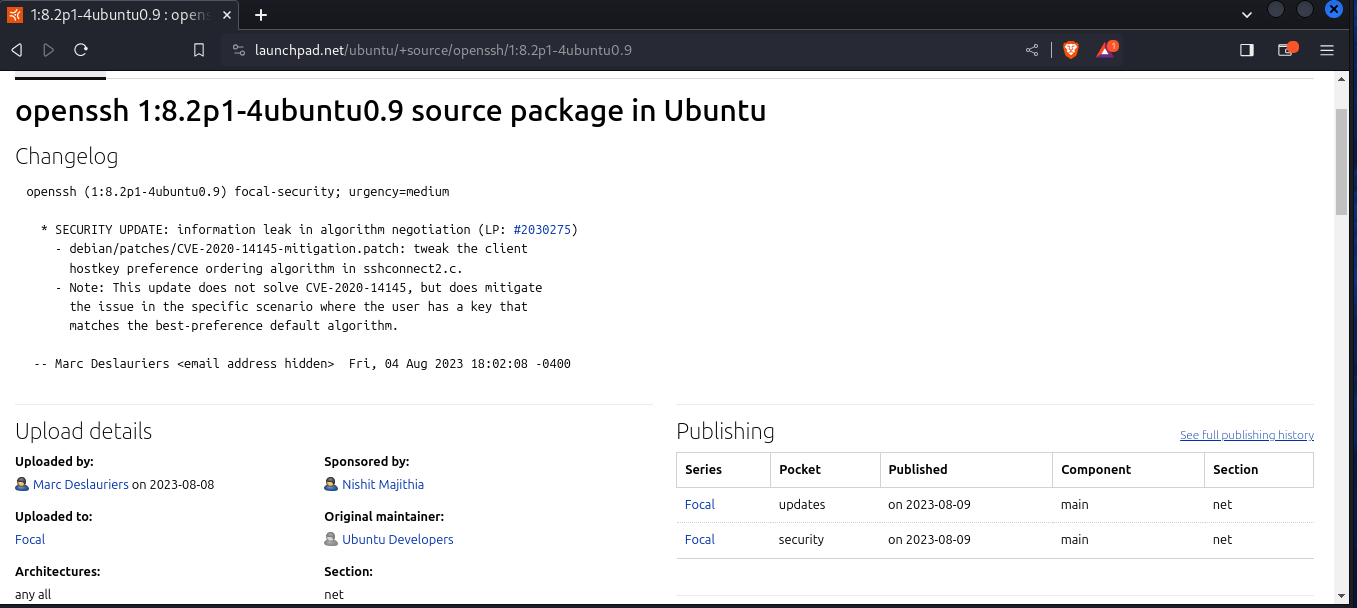 1:8.2p1-4ubuntu0.9 : opens
launchpad.net/ubuntu/+source/openssh/1:8.2p1-4ubuntu0.9
1
openssh 1:8.2p1-4ubuntu0.9 source package in Ubuntu
Changelog
openssh (1:8.2p1-4ubuntu0.9) focal-security; urgency=medium
* SECURITY UPDATE: information leak in algorithm negotiation (LP: #2030275)
- debian/patches/CVE-2020-14145-mitigation.patch: tweak the client
hostkey preference ordering algorithm in sshconnect2.c.
- Note: This update does not solve CVE-2020-14145, but does mitigate
the issue in the specific scenario where the user has a key that
matches the best-preference default algorithm.
-- Marc Deslauriers <email address hidden>  Fri, 04 Aug 2023 18:02:08 -0400
Upload details
Uploaded by:
Marc Deslauriers on 2023-08-08
Sponsored by:
Nishit Majithia
Uploaded to:
Focal
Original maintainer:
Ubuntu Developers
Architectures:
any all
Section:
net
Publishing
See full publishing history
Series Pocket Published Component Section
Focal updates on 2023-08-09 main net
Focal security on 2023-08-09 main net